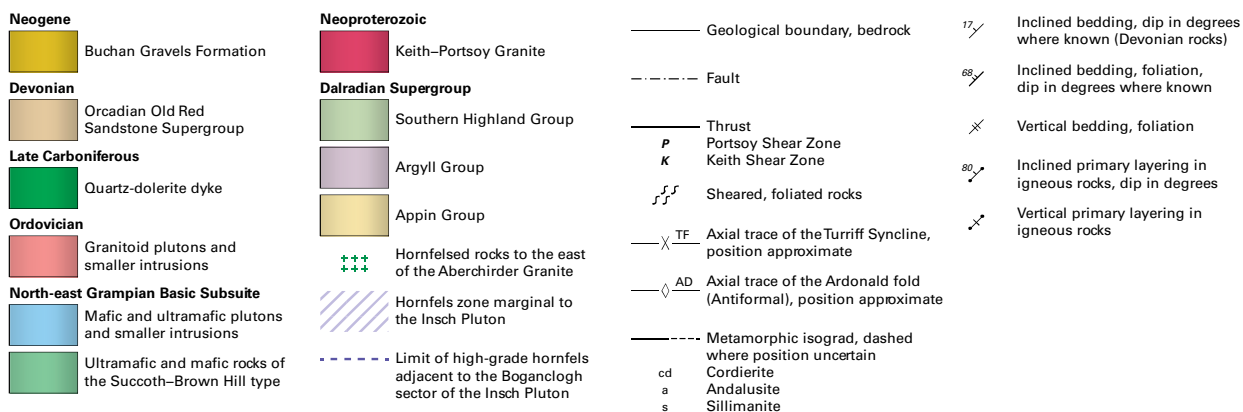 Neogene
Buchan Gravels Formation
Devonian
Orcadian Old Red
Sandstone Supergroup
Late Carboniferous
Quartz-dolerite dyke
Ordovician
Granitoid plutons and
smaller intrusions
North-east Grampian Basic Subsuite
Mafic and ultramafic plutons
and smaller intrusions
Ultramafic and mafic rocks of
the Succoth–Brown Hill type
Neoproterozoic
Keith–Portsoy Granite
Dalradian Supergroup
Southern Highland Group
Argyll Group
Appin Group
Hornfelsed rocks to the east
of the Aberchirder Granite
Hornfels zone marginal to
the Insch Pluton
Limit of high-grade hornfels
adjacent to the Boganclogh
sector of the Insch Pluton
Geological boundary, bedrock
Fault
Thrust
P Portsoy Shear Zone
K Keith Shear Zone
Sheared, foliated rocks
TF Axial trace of the Turriff Syncline,
position approximate
AD Axial trace of the Ardonald fold
(Antiformal), position approximate
Metamorphic isograd, dashed
where position uncertain
cd Cordierite
a Andalusite
s Sillimanite
17 Inclined bedding, dip in degrees
where known (Devonian rocks)
68 Inclined bedding, foliation,
dip in degrees where known
Vertical bedding, foliation
80 Inclined primary layering in
igneous rocks, dip in degrees
Vertical primary layering in
igneous rocks